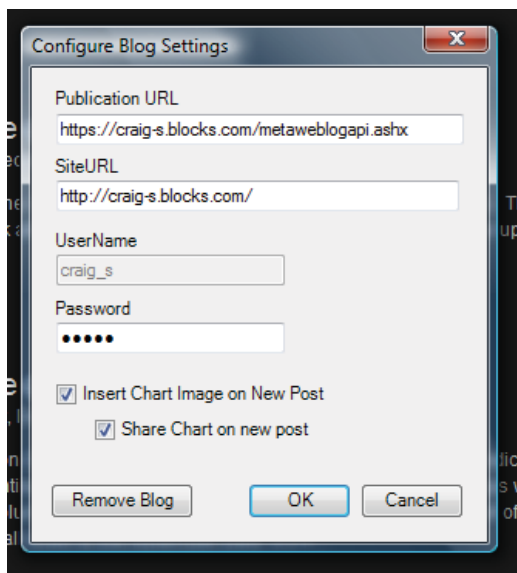 Configure Blog Settings
Publication URL
https://craig-s.blocks.com/metaweblogapi.ashx
SiteURL
http://craig-s.blocks.com/
UserName
craig_s
Password
•••••
Insert Chart Image on New Post
Share Chart on new post
Remove Blog OK Cancel